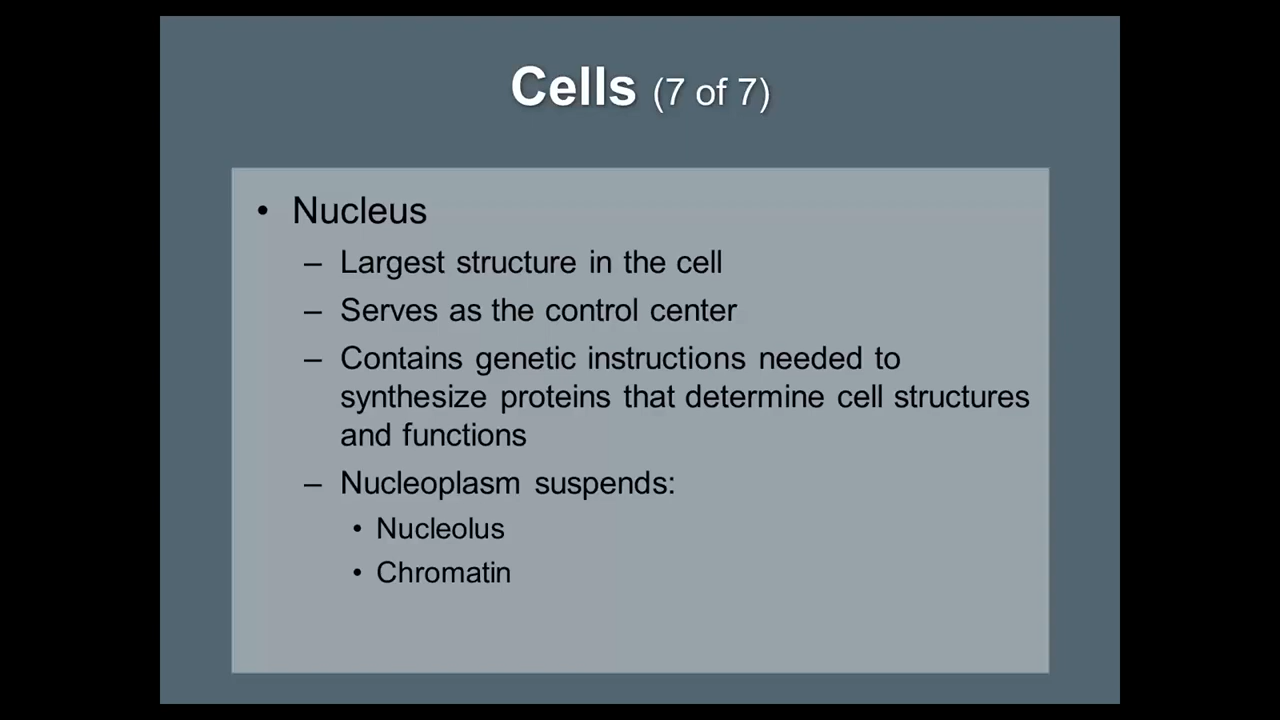 Cells (7 of 7)
• Nucleus
– Largest structure in the cell
– Serves as the control center
– Contains genetic instructions needed to
synthesize proteins that determine cell structures
and functions
– Nucleoplasm suspends:
• Nucleolus
• Chromatin